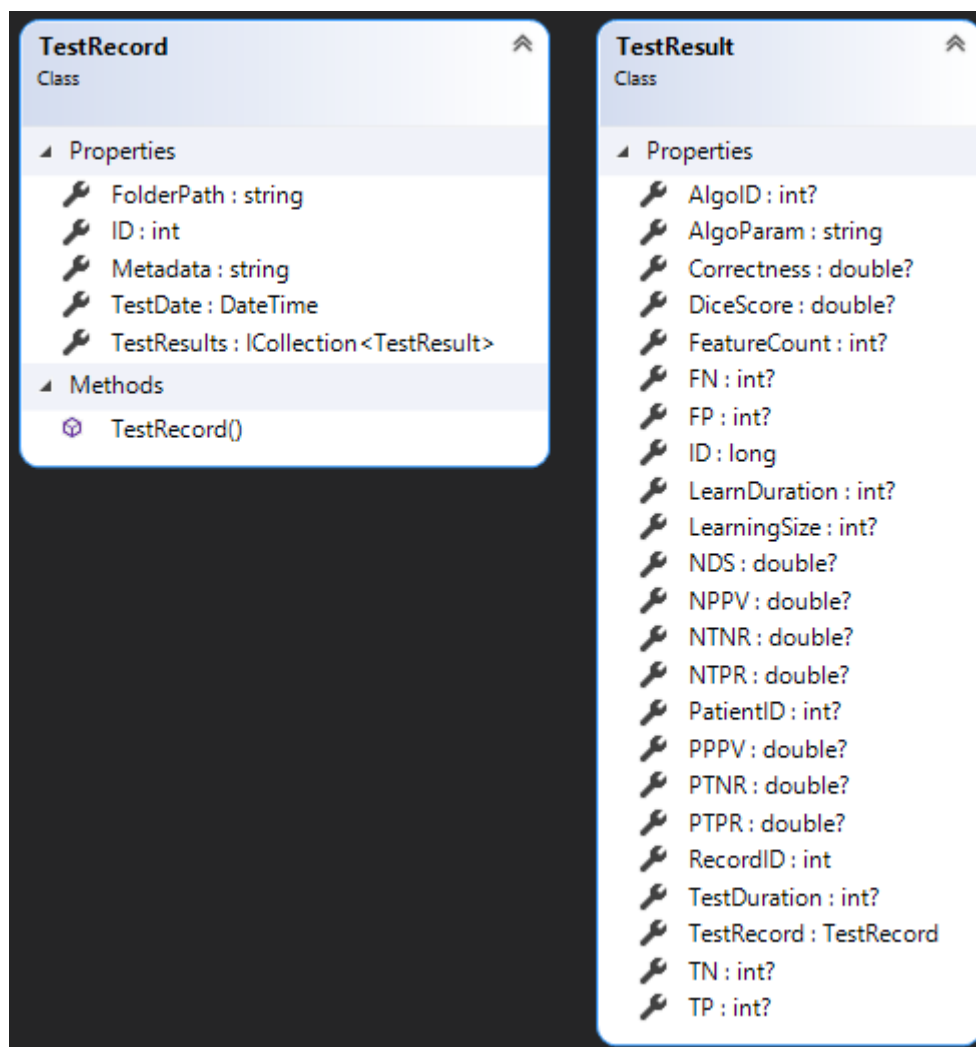 TestRecord
Class
Properties
FolderPath : string
ID : int
Metadata : string
TestDate : DateTime
TestResults : ICollection<TestResult>
Methods
TestRecord()
TestResult
Class
Properties
AlgoID : int?
AlgoParam : string
Correctness : double?
DiceScore : double?
FeatureCount : int?
FN : int?
FP : int?
ID : long
LearnDuration : int?
LearningSize : int?
NDS : double?
NPPV : double?
NTNR : double?
NTPR : double?
PatientID : int?
PPPV : double?
PTNR : double?
PTPR : double?
RecordID : int
TestDuration : int?
TestRecord : TestRecord
TN : int?
TP : int?